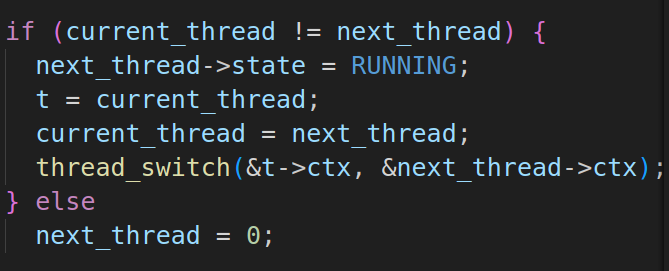 if (current_thread != next_thread) {
  next_thread->state = RUNNING;
  t = current_thread;
  current_thread = next_thread;
  thread_switch(&t->ctx, &next_thread->ctx);
} else
  next_thread = 0;